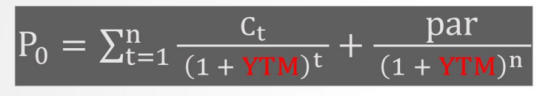 P₀ = ∑ⁿₜ₌₁ Cₜ/(1 + YTM)ᵗ + par/(1 + YTM)ⁿ